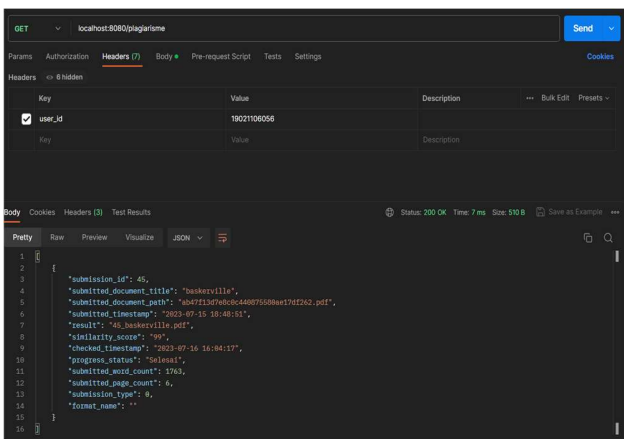 GET localhost:8080/plagiarisme Send
Params Authorization Headers (7) Body Pre-request Script Tests Settings Cookies
Headers 6 hidden
Key Value Description Bulk Edit Presets
user_id 19021106056
Key Value Description
Body Cookies Headers (3) Test Results Status: 200 OK Time: 7 ms Size: 510 B Save as Example
Pretty Raw Preview Visualize JSON
1 [
2 {
3 "submission_id": 45,
4 "submitted_document_title": "baskerville",
5 "submitted_document_path": "ab47f13d7e8c0c440875580ae17df262.pdf",
6 "submitted_timestamp": "2023-07-15 10:48:51",
7 "result": "45_baskerville.pdf",
8 "similarity_score": "99",
9 "checked_timestamp": "2023-07-16 16:04:17",
10 "progress_status": "Selesai",
11 "submitted_word_count": 1763,
12 "submitted_page_count": 6,
13 "submission_type": 0,
14 "format_name": ""
15 }
16 ]